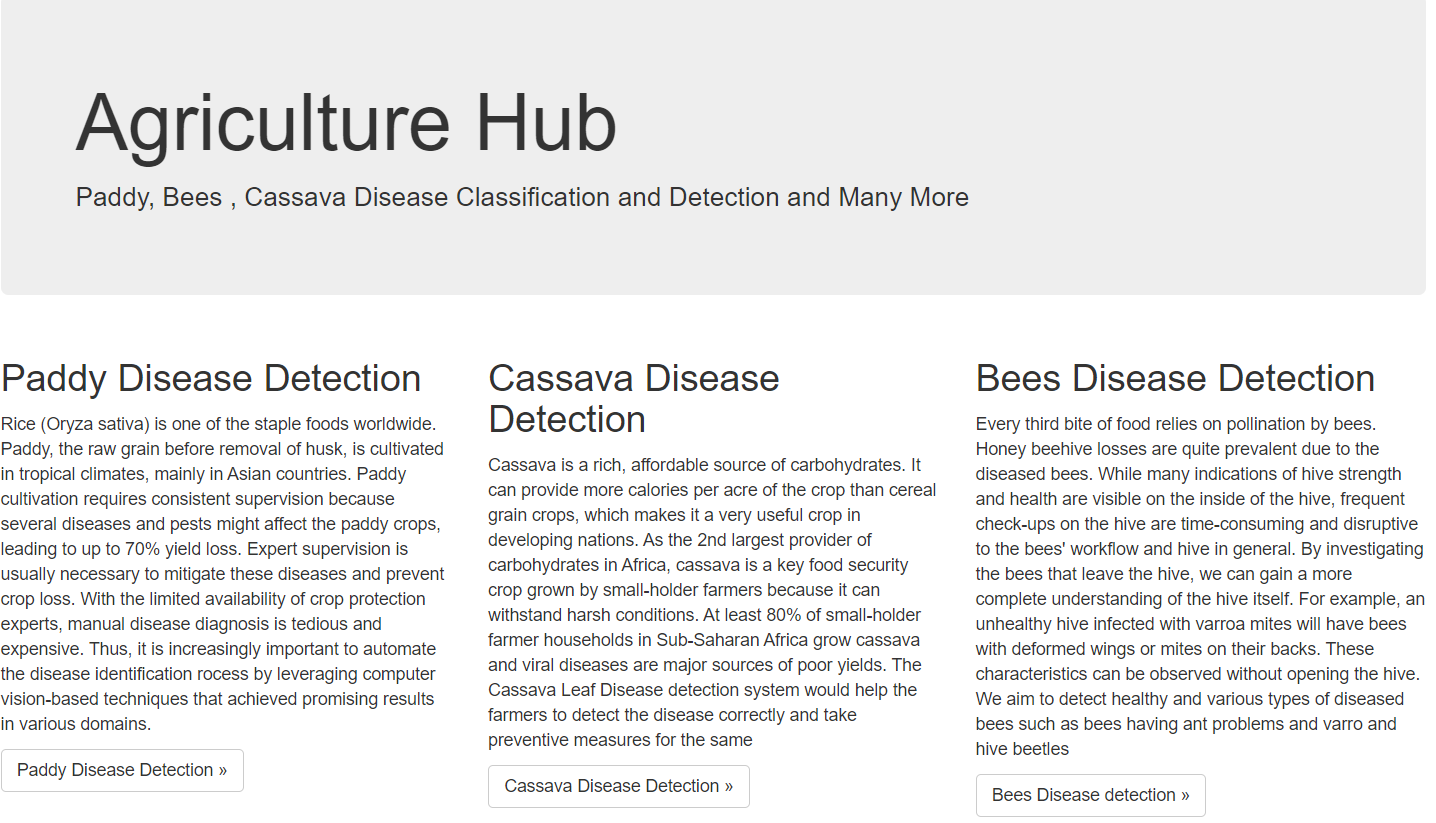 Agriculture Hub
Paddy, Bees , Cassava Disease Classification and Detection and Many More
Paddy Disease Detection
Rice (Oryza sativa) is one of the staple foods worldwide.
Paddy, the raw grain before removal of husk, is cultivated
in tropical climates, mainly in Asian countries. Paddy
cultivation requires consistent supervision because
several diseases and pests might affect the paddy crops,
leading to up to 70% yield loss. Expert supervision is
usually necessary to mitigate these diseases and prevent
crop loss. With the limited availability of crop protection
experts, manual disease diagnosis is tedious and
expensive. Thus, it is increasingly important to automate
the disease identification rocess by leveraging computer
vision-based techniques that achieved promising results
in various domains.
Paddy Disease Detection »
Cassava Disease
Detection
Cassava is a rich, affordable source of carbohydrates. It
can provide more calories per acre of the crop than cereal
grain crops, which makes it a very useful crop in
developing nations. As the 2nd largest provider of
carbohydrates in Africa, cassava is a key food security
crop grown by small-holder farmers because it can
withstand harsh conditions. At least 80% of small-holder
farmer households in Sub-Saharan Africa grow cassava
and viral diseases are major sources of poor yields. The
Cassava Leaf Disease detection system would help the
farmers to detect the disease correctly and take
preventive measures for the same
Cassava Disease Detection »
Bees Disease Detection
Every third bite of food relies on pollination by bees.
Honey beehive losses are quite prevalent due to the
diseased bees. While many indications of hive strength
and health are visible on the inside of the hive, frequent
check-ups on the hive are time-consuming and disruptive
to the bees' workflow and hive in general. By investigating
the bees that leave the hive, we can gain a more
complete understanding of the hive itself. For example, an
unhealthy hive infected with varroa mites will have bees
with deformed wings or mites on their backs. These
characteristics can be observed without opening the hive.
We aim to detect healthy and various types of diseased
bees such as bees having ant problems and varro and
hive beetles
Bees Disease detection »